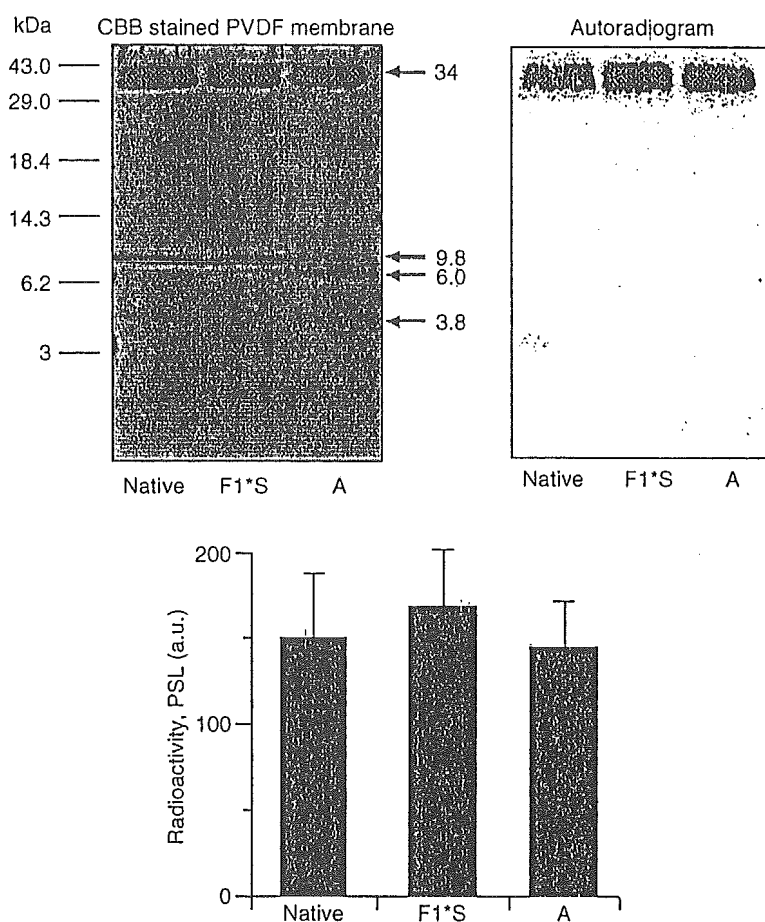 kDa CBB stained PVDF membrane Autoradiogram
43.0
34
29.0
18.4
14.3
9.8
6.2
6.0
3.8
3
Native F1*S A
Native F1*S A
Radioactivity, PSL (a.u.)
200
100
0
Native F1*S A